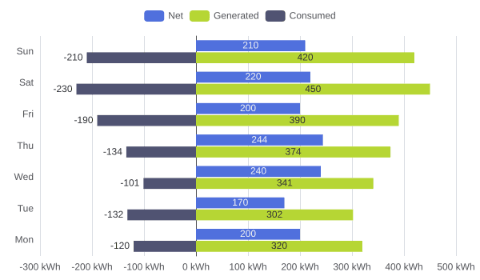 Net Generated Consumed
Sun 210
-210 420
Sat 220
-230 450
Fri 200
-190 390
Thu 244
-134 374
Wed 240
-101 341
Tue 170
-132 302
Mon 200
-120 320
-300 kWh -200 kWh -100 kWh 0 kWh 100 kWh 200 kWh 300 kWh 400 kWh 500 kWh